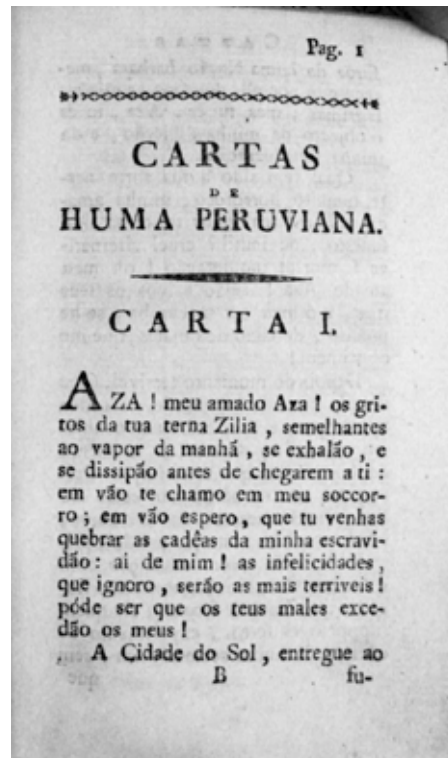 Pag. 1
CARTAS
DE
HUMA PERUVIANA.
CARTA I.
AZA ! meu amado Aza ! os gri-
tos da tua terna Zilia , semelhantes
ao vapor da manhã , se exhalão , e
se dissipão antes de chegarem a ti :
em vão te chamo em meu soccor-
ro ; em vão espero, que tu venhas
quebrar as cadêas da minha escravi-
dão : ai de mim ! as infelicidades,
que ignoro , serão as mais terriveis !
póde ser que os teus males exce-
dão os meus !
A Cidade do Sol , entregue ao
B fu-